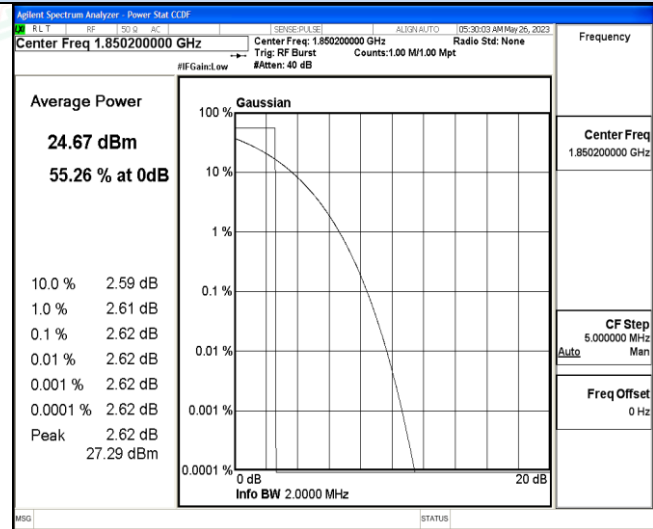 Agilent Spectrum Analyzer - Power Stat CCDF
LXI RLT RF 50 Ω AC SENSE:PULSE ALIGN AUTO 05:30:03 AM May 26, 2023
Center Freq 1.850200000 GHz
Center Freq: 1.850200000 GHz Radio Std: None
Trig: RF Burst Counts:1.00 M/1.00 Mpt
#IFGain:Low #Atten: 40 dB
Frequency
Average Power
24.67 dBm
55.26 % at 0dB
10.0 % 2.59 dB
1.0 % 2.61 dB
0.1 % 2.62 dB
0.01 % 2.62 dB
0.001 % 2.62 dB
0.0001 % 2.62 dB
Peak 2.62 dB
27.29 dBm
Gaussian
100 %
10 %
1 %
0.1 %
0.01 %
0.001 %
0.0001 %
0 dB 20 dB
Info BW 2.0000 MHz
Center Freq
1.850200000 GHz
CF Step
5.000000 MHz
Auto Man
Freq Offset
0 Hz
MSG STATUS